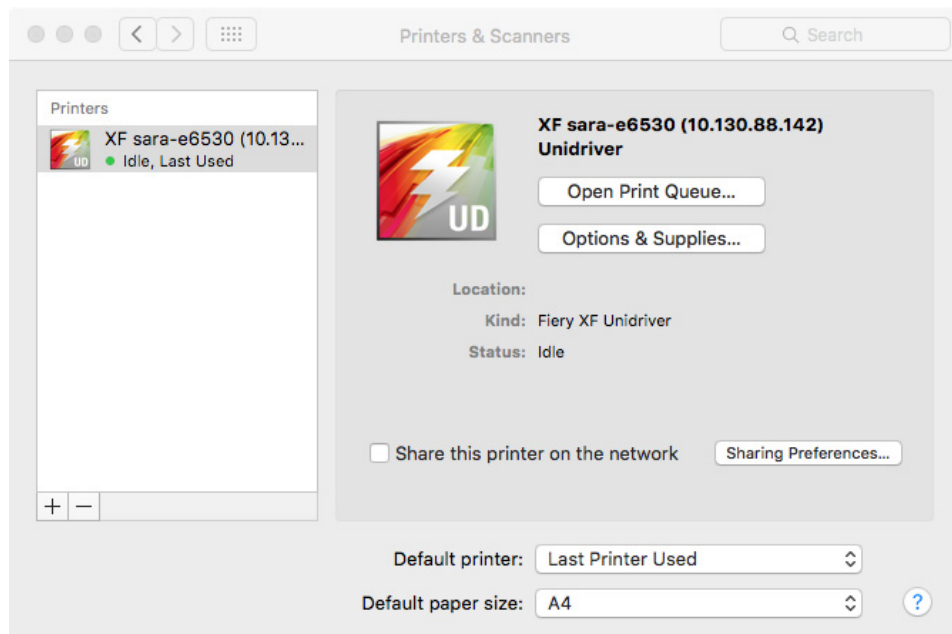 Printers & Scanners
Search
Printers
XF sara-e6530 (10.13...
Idle, Last Used
UD
UD
XF sara-e6530 (10.130.88.142)
Unidriver
Open Print Queue...
Options & Supplies...
Location:
Kind: Fiery XF Unidriver
Status: Idle
Share this printer on the network
Sharing Preferences...
+ −
Default printer: Last Printer Used
Default paper size: A4
?